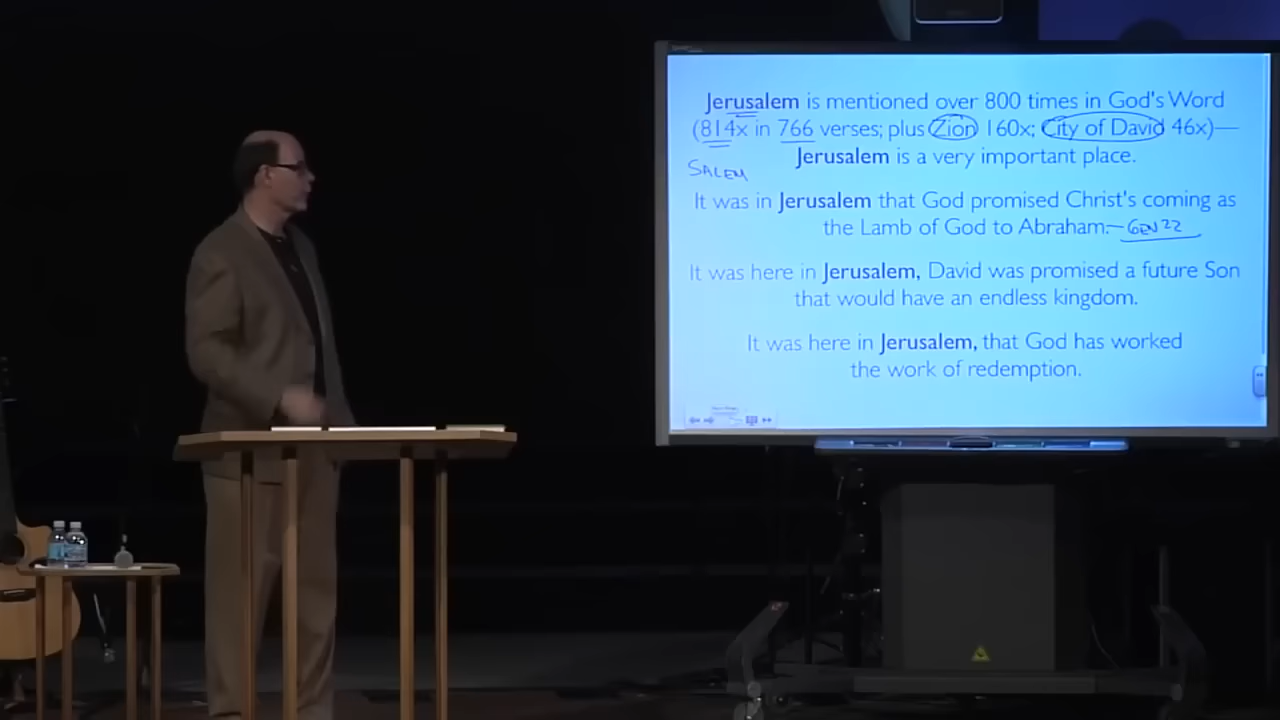 Jerusalem is mentioned over 800 times in God's Word
(814x in 766 verses; plus Zion 160x; City of David 46x)—
Jerusalem is a very important place.
SALEM
It was in Jerusalem that God promised Christ's coming as
the Lamb of God to Abraham.—GEN 22
It was here in Jerusalem, David was promised a future Son
that would have an endless kingdom.
It was here in Jerusalem, that God has worked
the work of redemption.